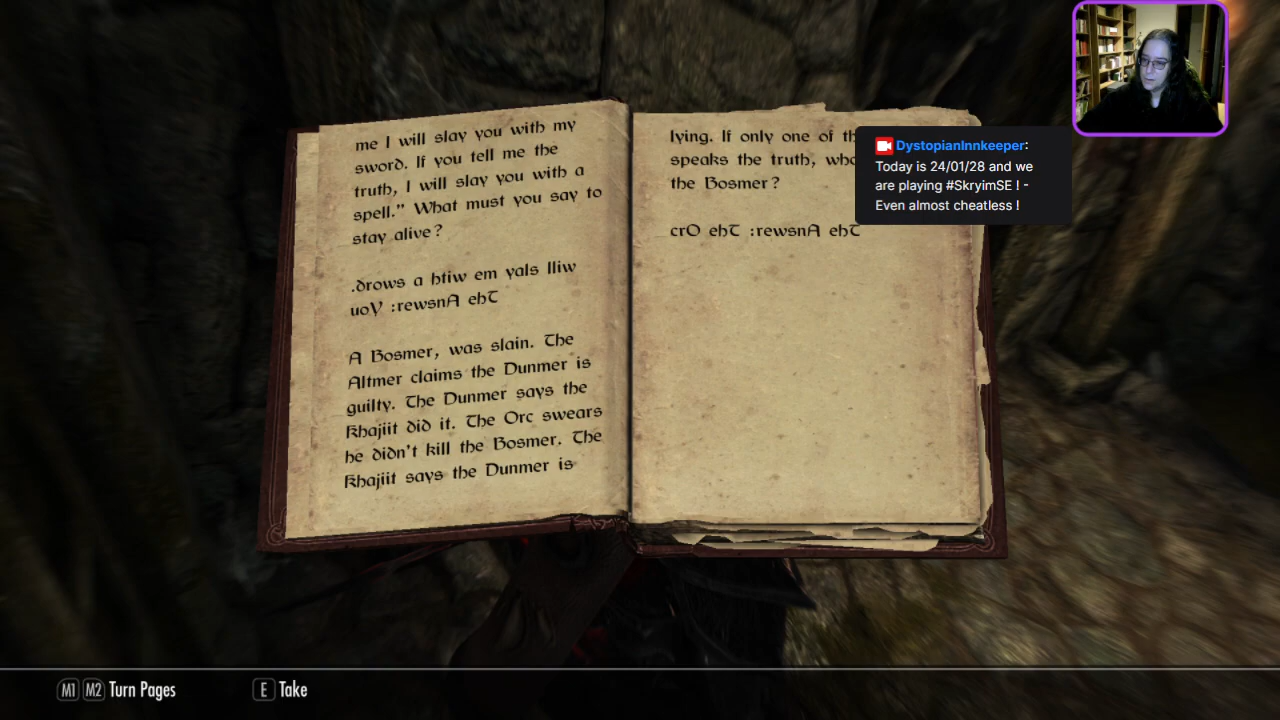 me I will slay you with my
sword. If you tell me the
truth, I will slay you with a
spell.” What must you say to
stay alive?
.drows a htiw em yals lliw
uoY :rewsnA ehT
A Bosmer, was slain. The
Altmer claims the Dunmer is
guilty. The Dunmer says the
Khajiit did it. The Orc swears
he didn't kill the Bosmer. The
Khajiit says the Dunmer is
lying. If only one of
speaks the truth,
the Bosmer?
crO ehT :rewsnA ehT
DystopianInnkeeper:
Today is 24/01/28 and we
are playing #SkryimSE ! -
Even almost cheatless !
M1 M2 Turn Pages
E Take